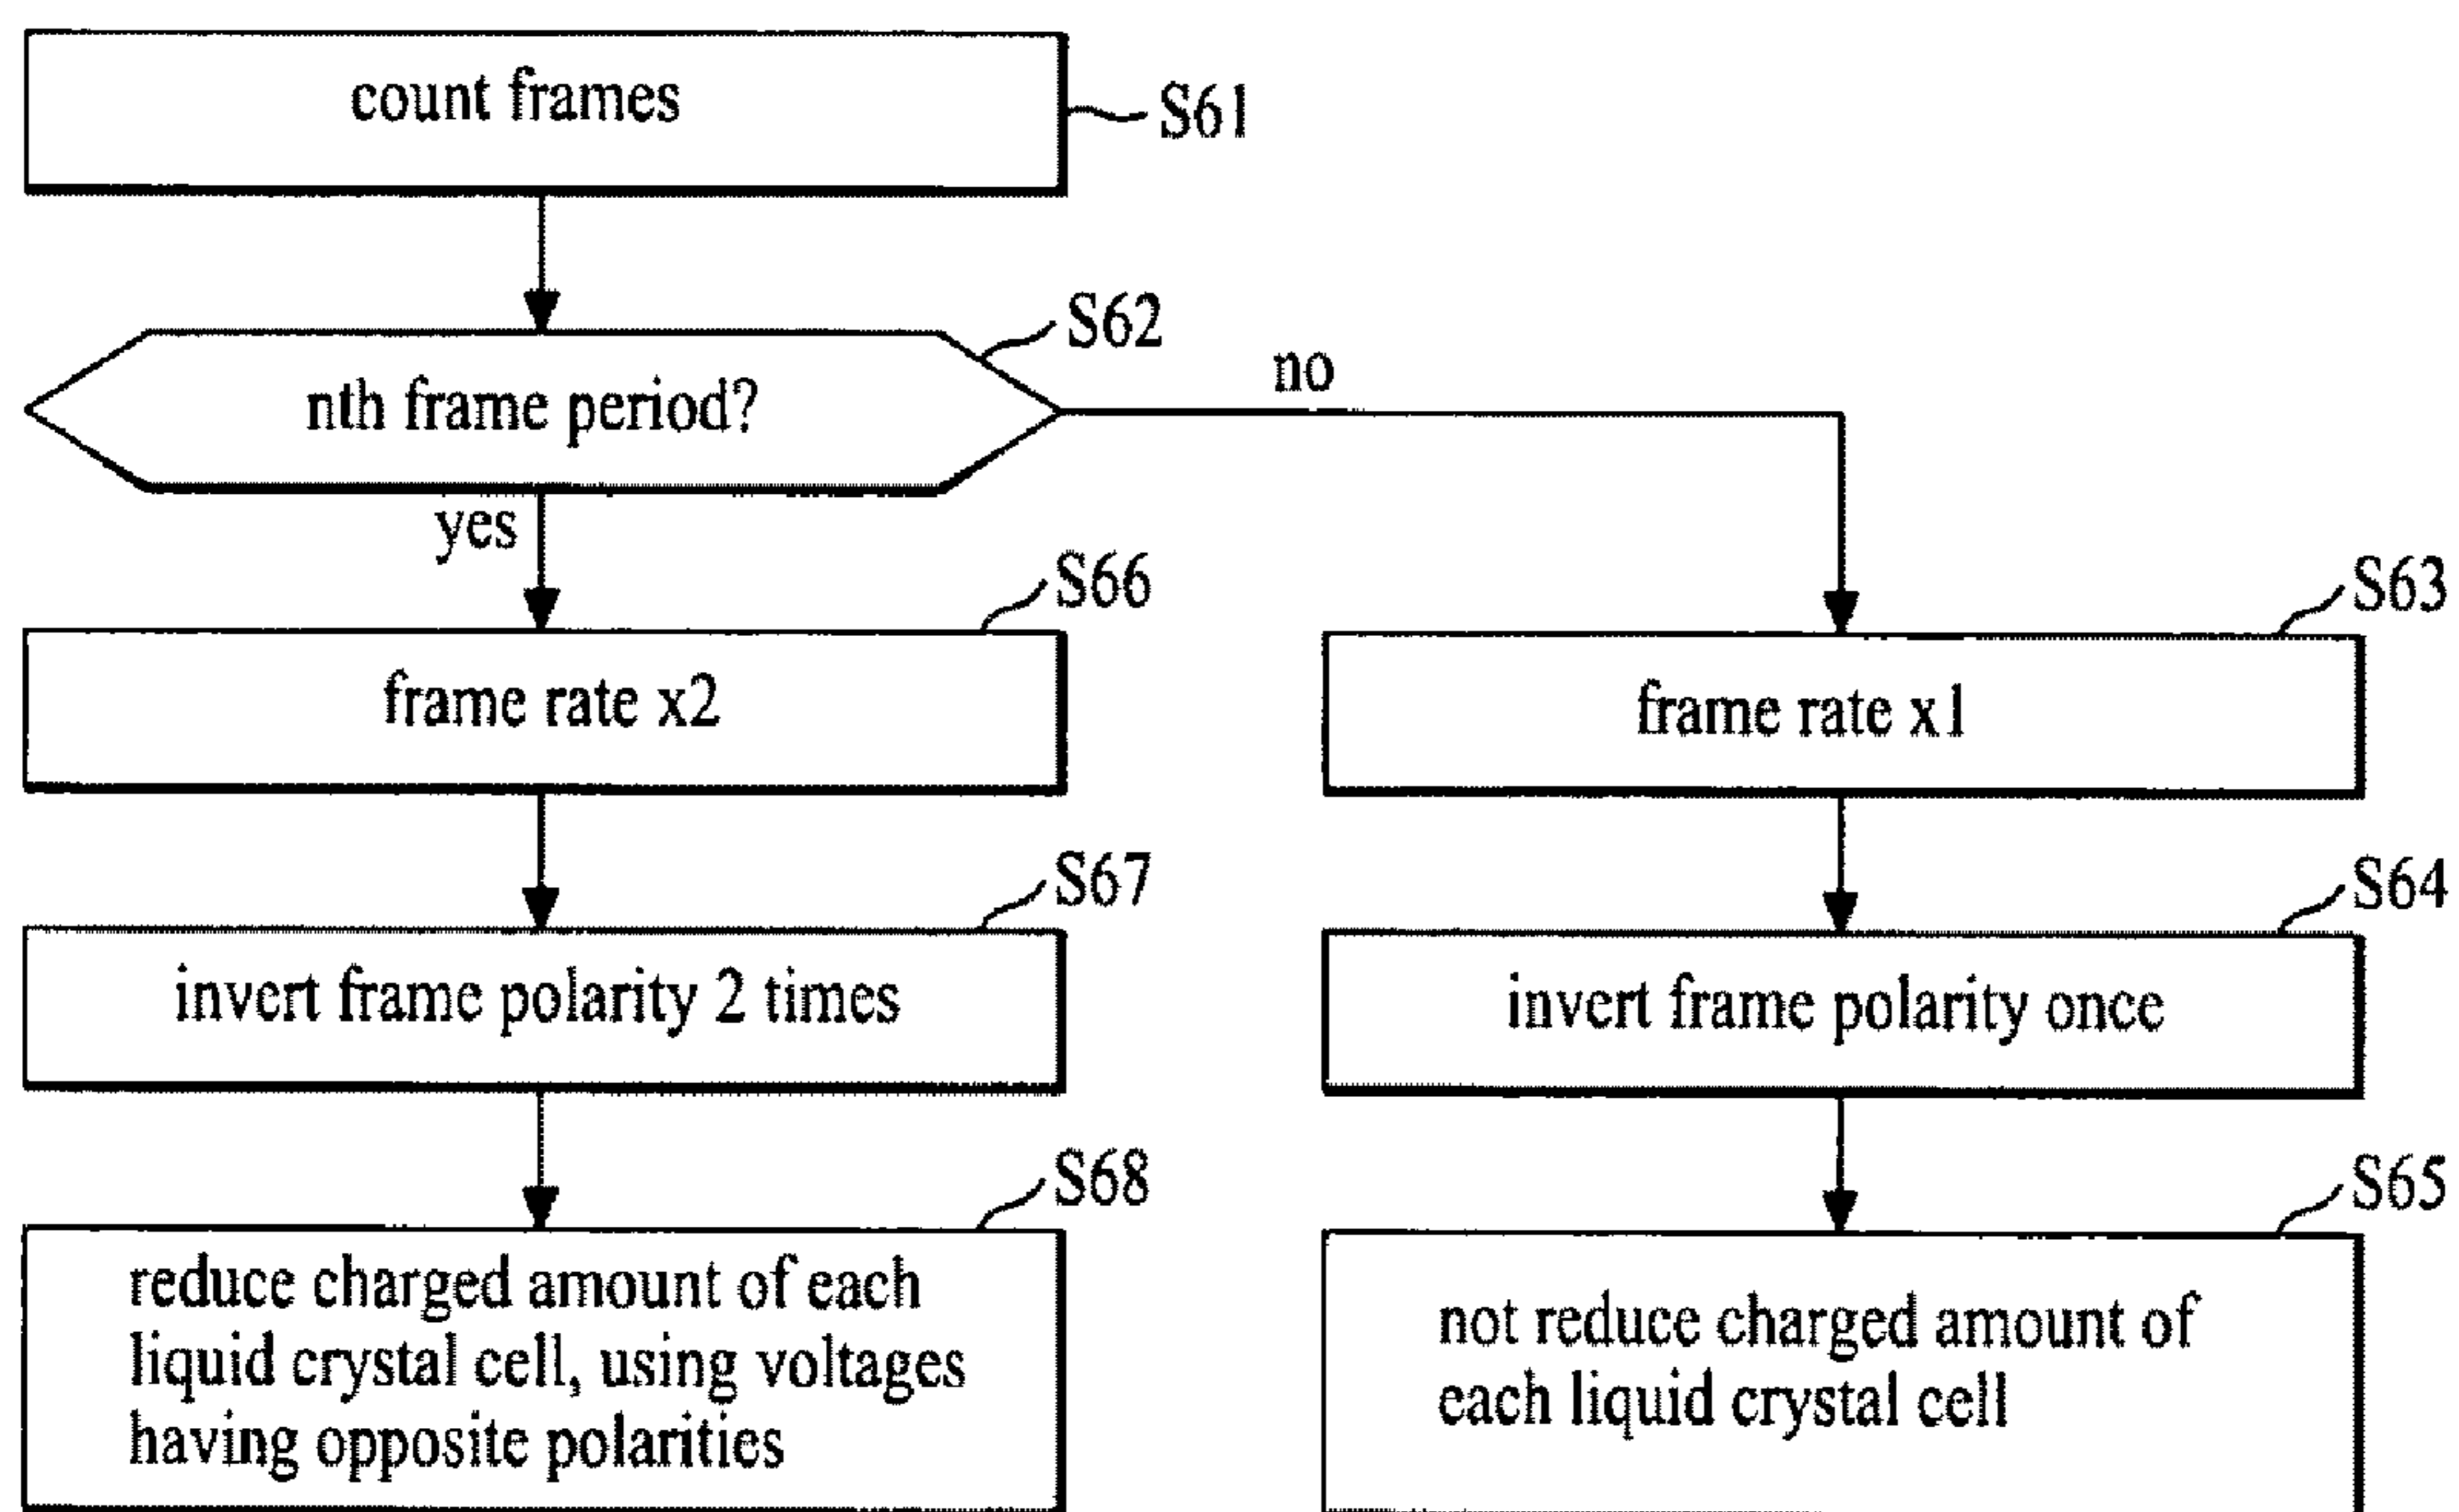 count frames
S61
S62
nth frame period?
no
yes
S66
frame rate x2
S63
frame rate x1
S67
invert frame polarity 2 times
S64
invert frame polarity once
S68
reduce charged amount of each
liquid crystal cell, using voltages
having opposite polarities
S65
not reduce charged amount of
each liquid crystal cell